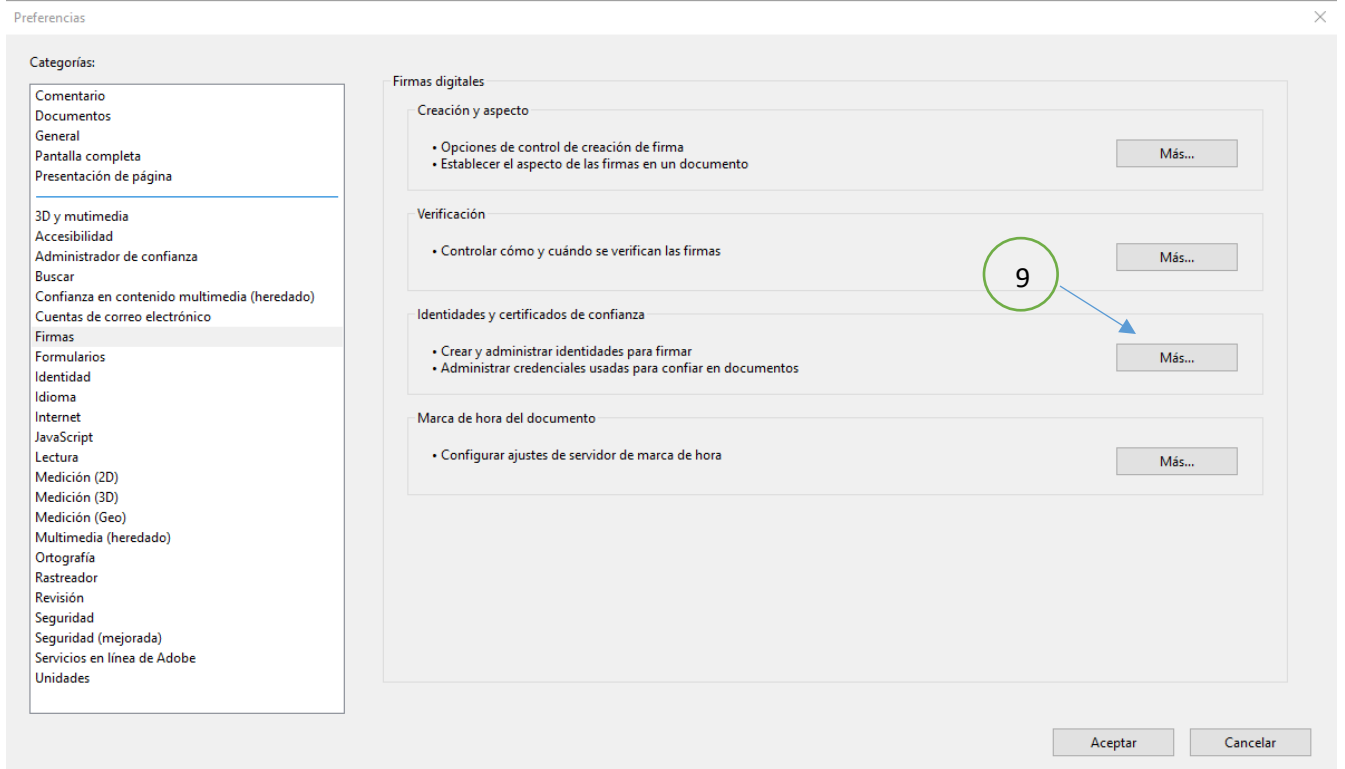 Preferencias
Categorías:
Comentario
Documentos
General
Pantalla completa
Presentación de página
3D y mutimedia
Accesibilidad
Administrador de confianza
Buscar
Confianza en contenido multimedia (heredado)
Cuentas de correo electrónico
Firmas
Formularios
Identidad
Idioma
Internet
JavaScript
Lectura
Medición (2D)
Medición (3D)
Medición (Geo)
Multimedia (heredado)
Ortografía
Rastreador
Revisión
Seguridad
Seguridad (mejorada)
Servicios en línea de Adobe
Unidades
Firmas digitales
Creación y aspecto
• Opciones de control de creación de firma
• Establecer el aspecto de las firmas en un documento
Más...
Verificación
• Controlar cómo y cuándo se verifican las firmas
Más...
9
Identidades y certificados de confianza
• Crear y administrar identidades para firmar
• Administrar credenciales usadas para confiar en documentos
Más...
Marca de hora del documento
• Configurar ajustes de servidor de marca de hora
Más...
Aceptar
Cancelar